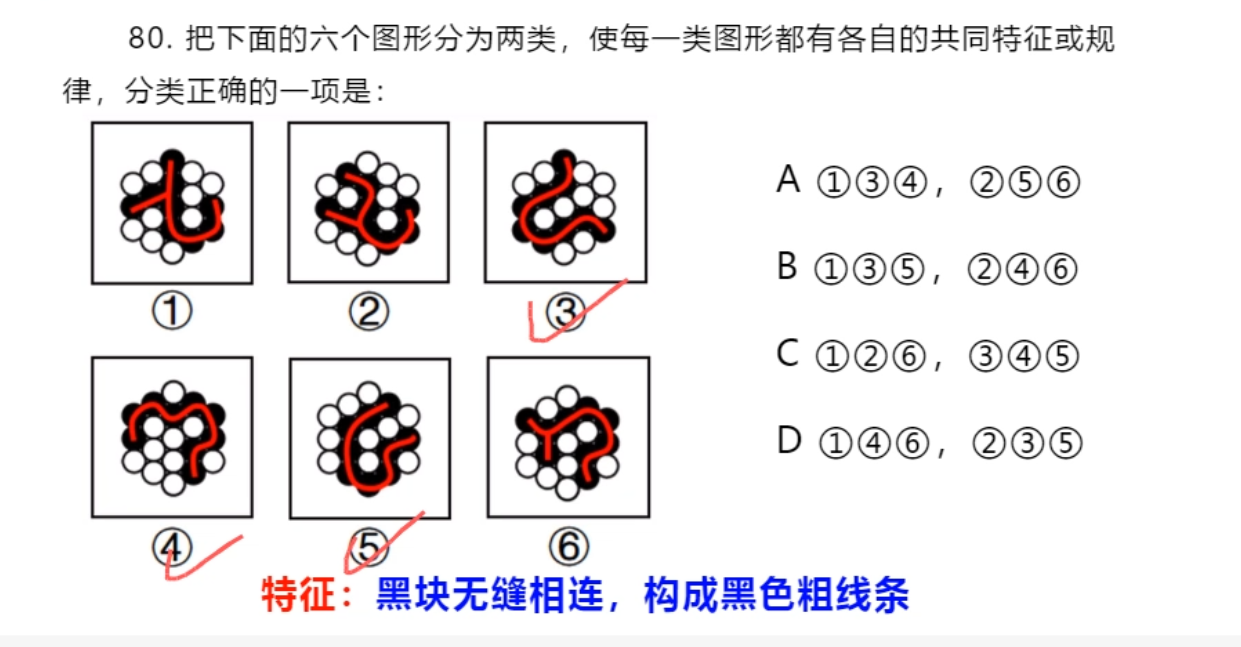 80. 把下面的六个图形分为两类，使每一类图形都有各自的共同特征或规
律，分类正确的一项是：
A ①③④，②⑤⑥
B ①③⑤，②④⑥
C ①②⑥，③④⑤
D ①④⑥，②③⑤
① ② ③
④ ⑤ ⑥
特征：黑块无缝相连，构成黑色粗线条